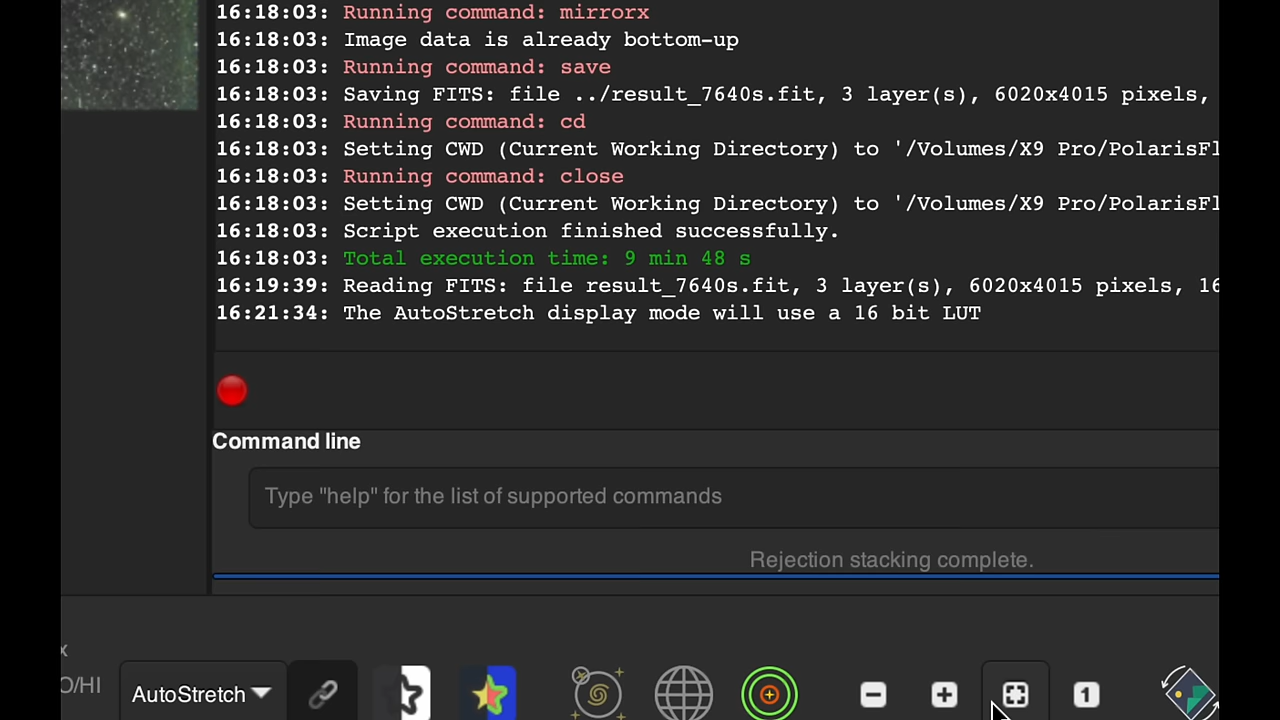 16:18:03: Running command: mirrorx
16:18:03: Image data is already bottom-up
16:18:03: Running command: save
16:18:03: Saving FITS: file ../result_7640s.fit, 3 layer(s), 6020x4015 pixels,
16:18:03: Running command: cd
16:18:03: Setting CWD (Current Working Directory) to '/Volumes/X9 Pro/PolarisFl
16:18:03: Running command: close
16:18:03: Setting CWD (Current Working Directory) to '/Volumes/X9 Pro/PolarisFl
16:18:03: Script execution finished successfully.
16:18:03: Total execution time: 9 min 48 s
16:19:39: Reading FITS: file result_7640s.fit, 3 layer(s), 6020x4015 pixels, 16
16:21:34: The AutoStretch display mode will use a 16 bit LUT
Command line
Type "help" for the list of supported commands
Rejection stacking complete.
x
O/HI
AutoStretch
1